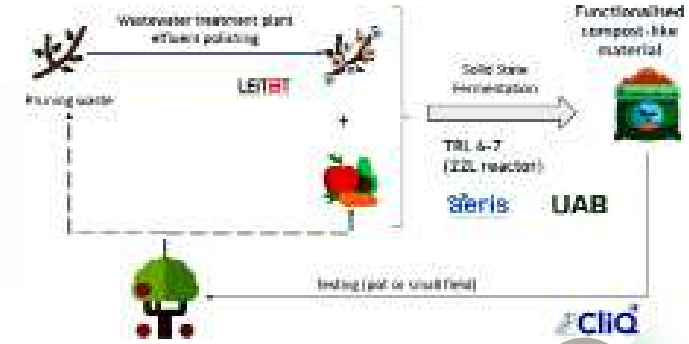 Wastewater treatment plant
effluent polishing
LEITAT
Pruning waste
+
Solid State
Fermentation
TRL 6-7
(22L reactor)
aeris
UAB
Functionalised
compost-like
material
Testing (pot or small field)
CliQ